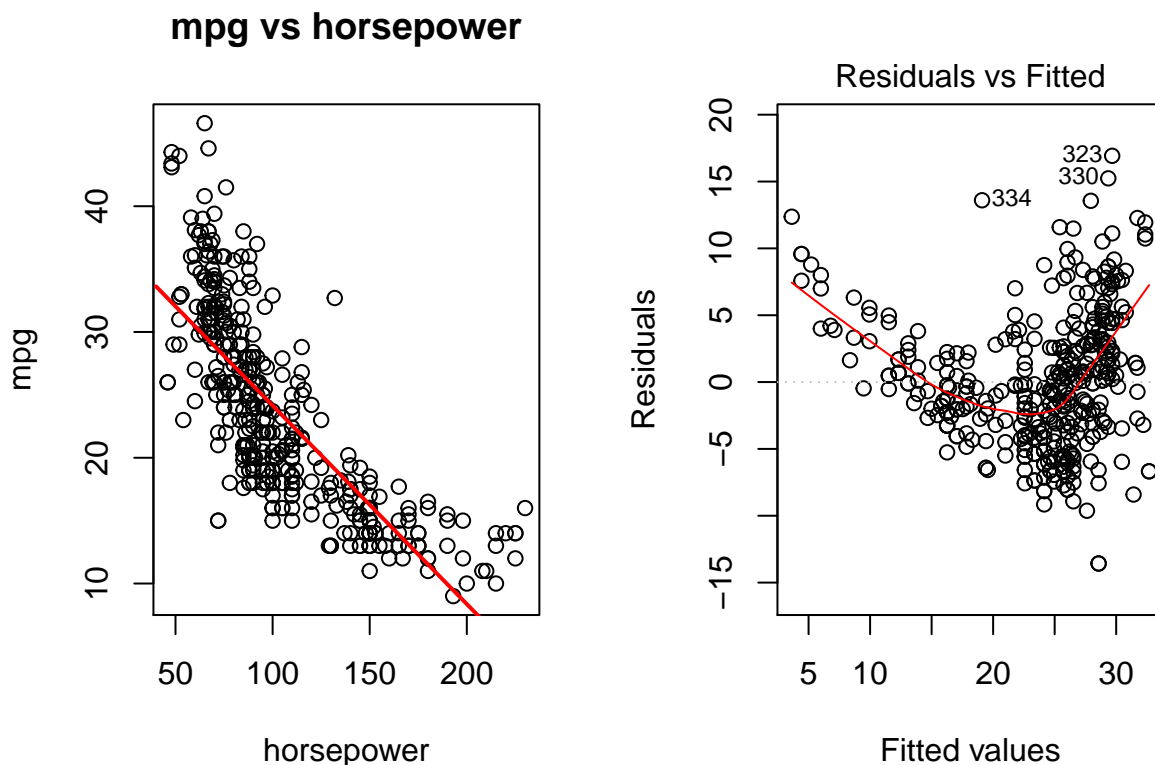 mpg vs horsepower
mpg
40
30
20
10
50 100 150 200
horsepower
Residuals vs Fitted
Residuals
20
15
10
5
0
−5
−15
323
330
334
5 10 20 30
Fitted values